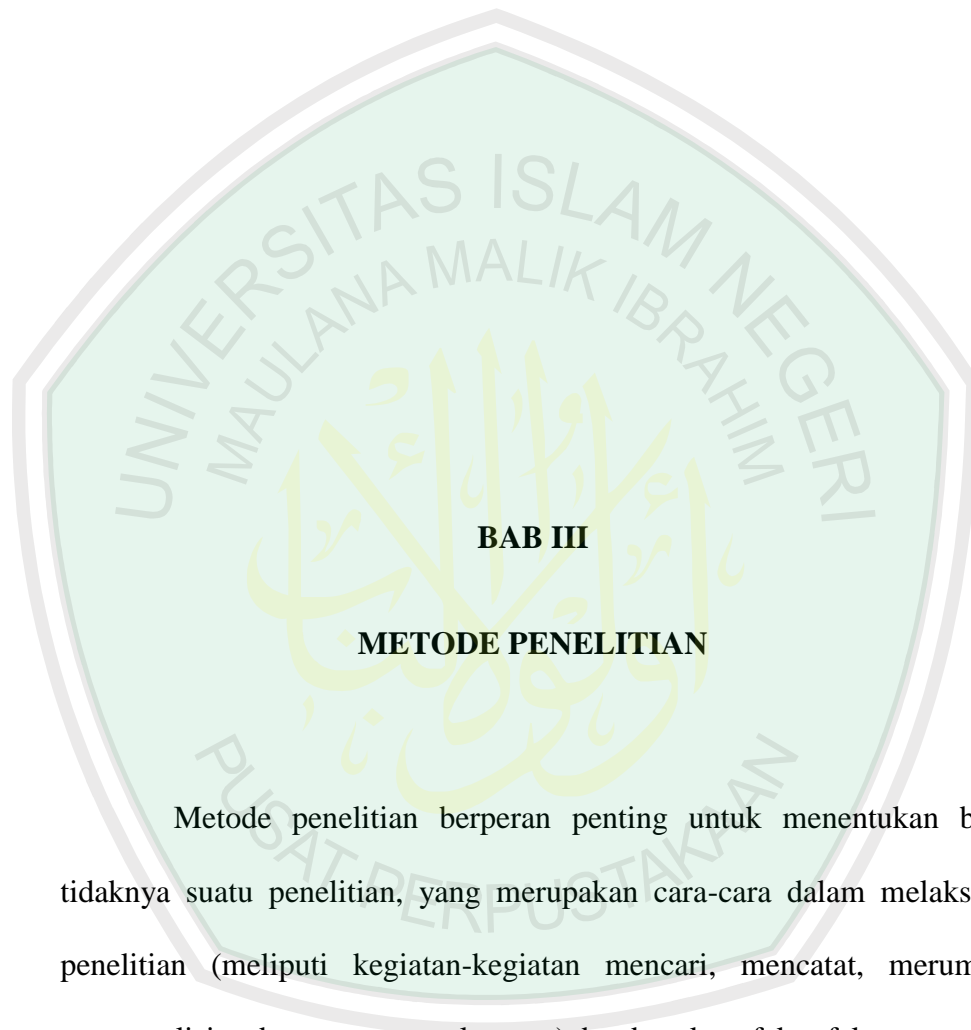 UNIVERSITAS ISLAM NEGERI
MAULANA MALIK IBRAHIM
BAB III
METODE PENELITIAN
Metode penelitian berperan penting untuk menentukan b
tidaknya suatu penelitian, yang merupakan cara-cara dalam melaks
penelitian (meliputi kegiatan-kegiatan mencari, mencatat, merum
PUSAT PERPUSTAKAAN